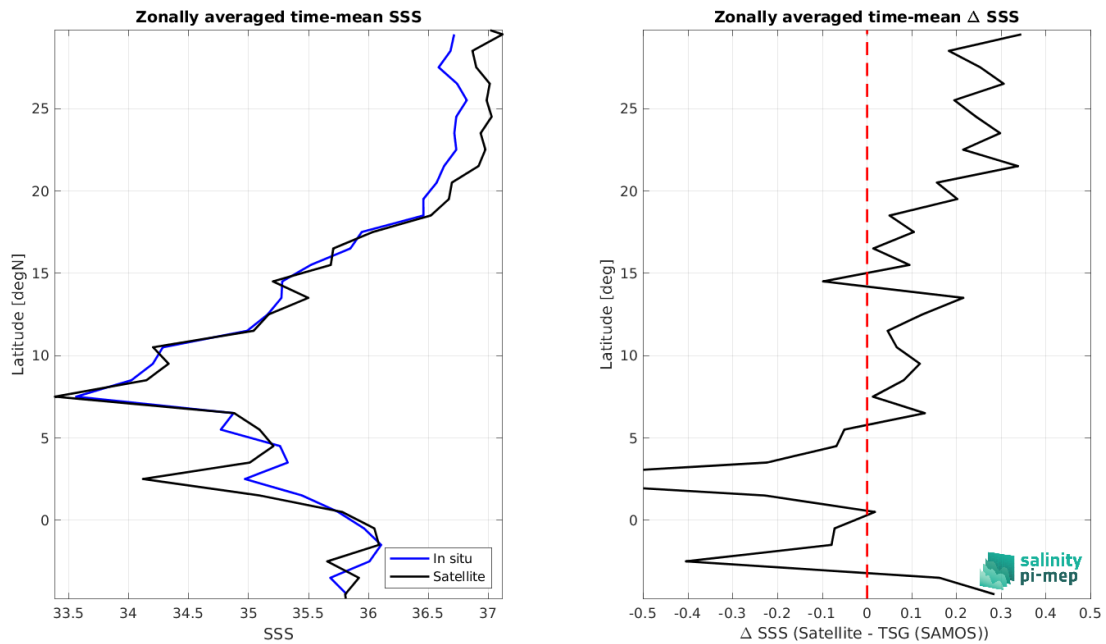 Zonally averaged time-mean SSS
Latitude [degN]
25
20
15
10
5
0
33.5 34 34.5 35 35.5 36 36.5 37
SSS
In situ
Satellite
Zonally averaged time-mean Δ SSS
Latitude [deg]
25
20
15
10
5
0
-0.5 -0.4 -0.3 -0.2 -0.1 0 0.1 0.2 0.3 0.4 0.5
Δ SSS (Satellite - TSG (SAMOS))
salinity
pi-mep